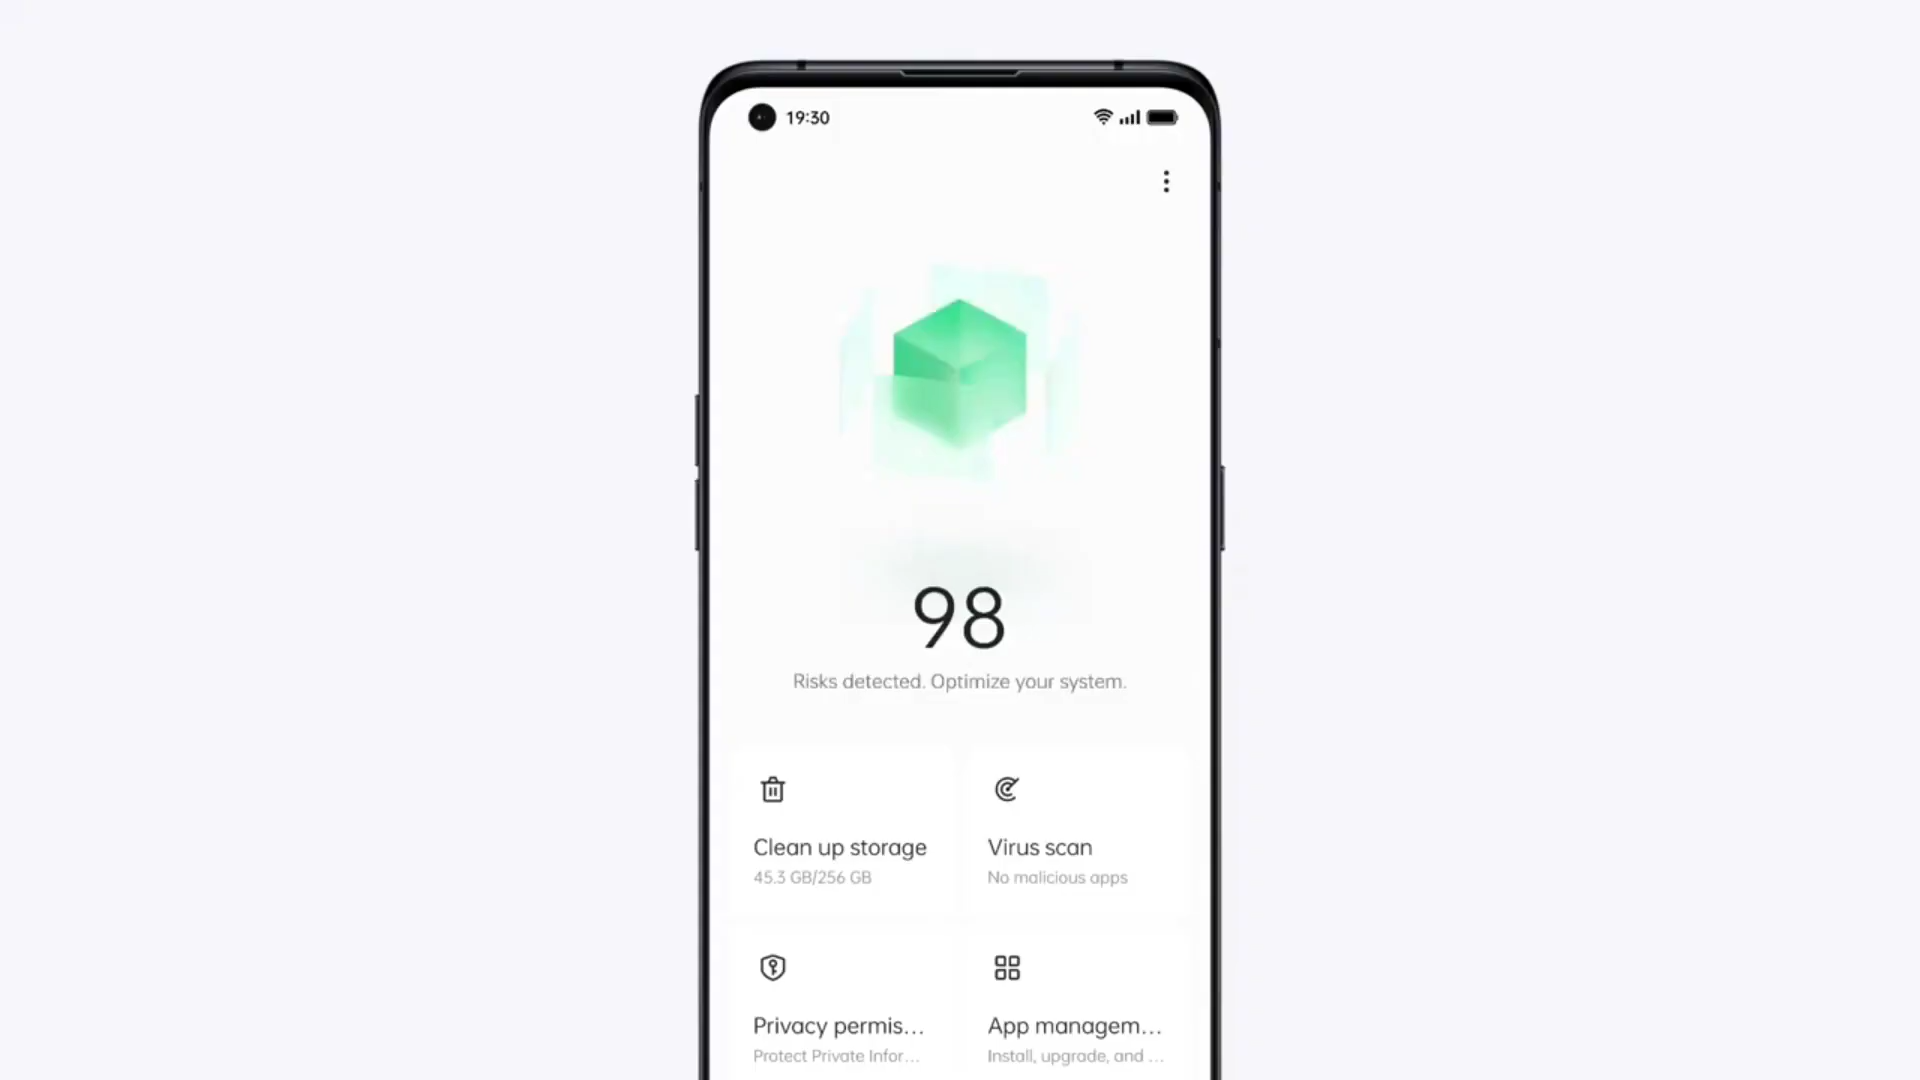 19:30
98
Risks detected. Optimize your system.
Clean up storage
45.3 GB/256 GB
Virus scan
No malicious apps
Privacy permis...
Protect Private Infor...
App managem...
Install, upgrade, and ...